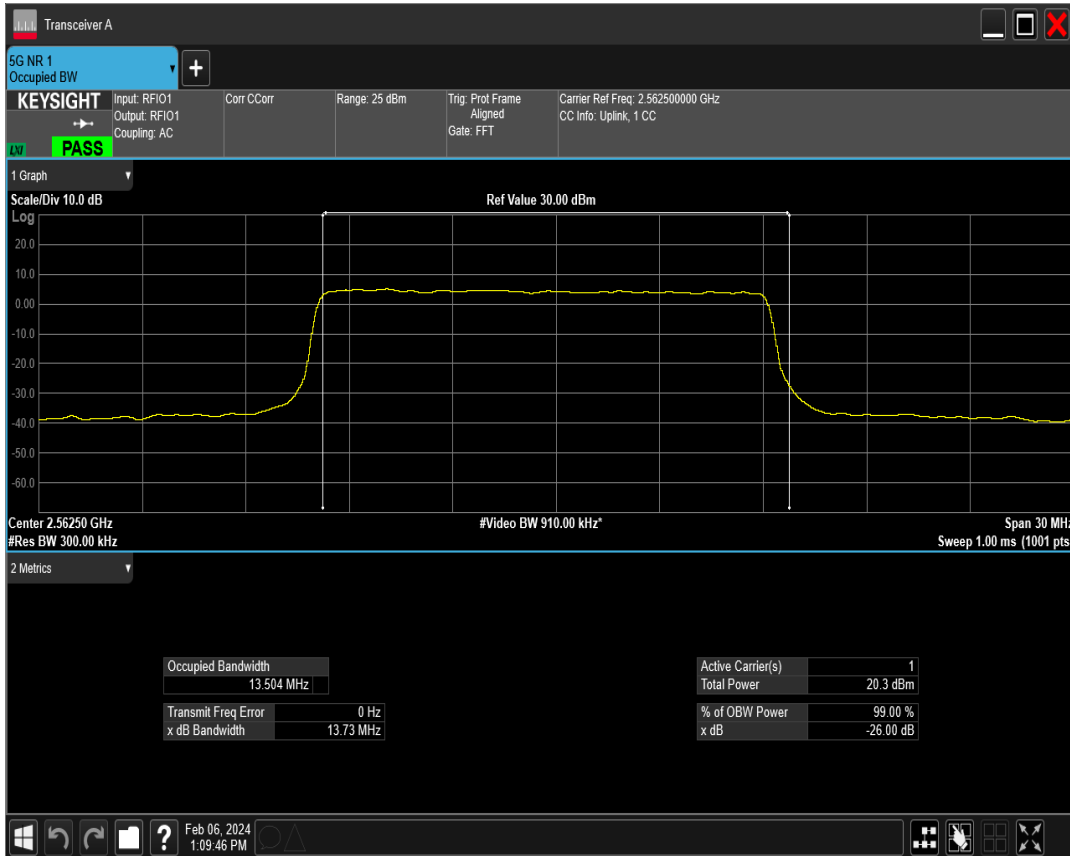 Transceiver A
5G NR 1
Occupied BW
KEYSIGHT
LXI
PASS
Input: RFIO1
Output: RFIO1
Coupling: AC
Corr CCorr
Range: 25 dBm
Trig: Prot Frame
Aligned
Gate: FFT
Carrier Ref Freq: 2.562500000 GHz
CC Info: Uplink, 1 CC
1 Graph
Scale/Div 10.0 dB
Ref Value 30.00 dBm
Log
20.0
10.0
0.00
-10.0
-20.0
-30.0
-40.0
-50.0
-60.0
Center 2.56250 GHz
#Video BW 910.00 kHz*
Span 30 MHz
#Res BW 300.00 kHz
Sweep 1.00 ms (1001 pts
2 Metrics
Occupied Bandwidth
13.504 MHz
Transmit Freq Error 0 Hz
x dB Bandwidth 13.73 MHz
Active Carrier(s) 1
Total Power 20.3 dBm
% of OBW Power 99.00 %
x dB -26.00 dB
?
Feb 06, 2024
1:09:46 PM